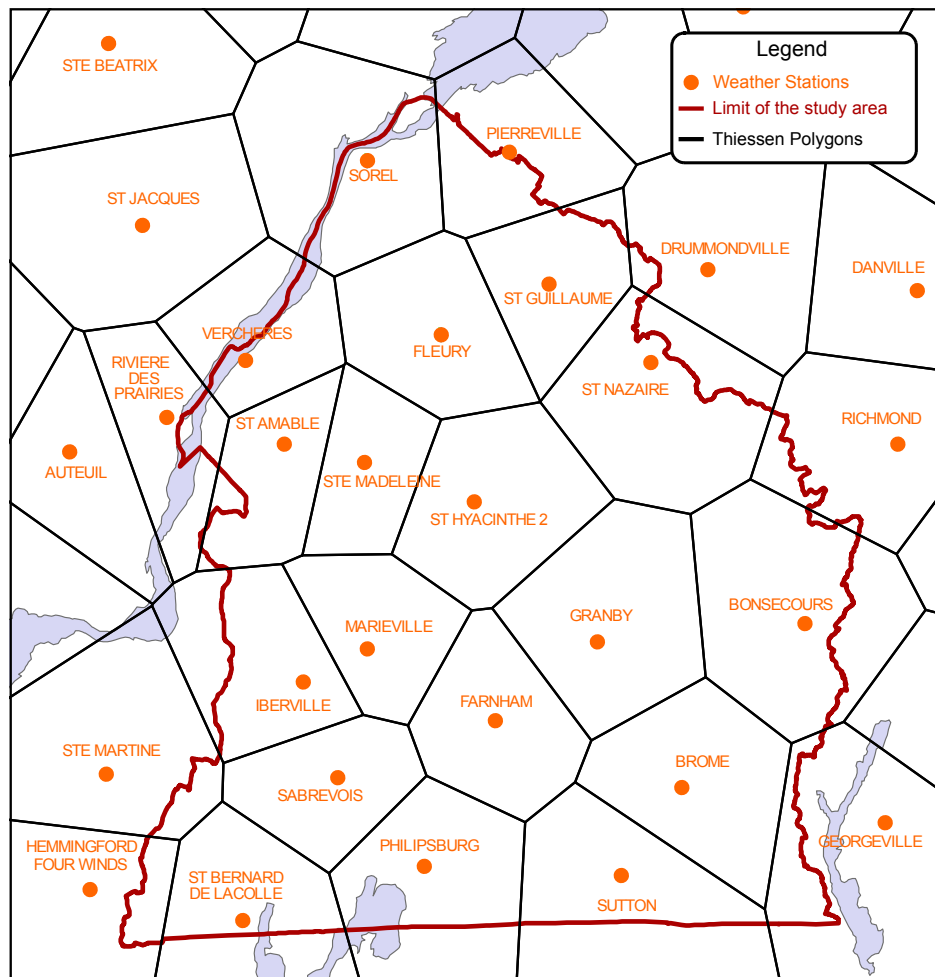 STE BEATRIX
Legend
Weather Stations
Limit of the study area
Thiessen Polygons
PIERREVILLE
SOREL
ST JACQUES
DRUMMONDVILLE
DANVILLE
ST GUILLAUME
VERCHERES
FLEURY
RIVIERE
DES
PRAIRIES
ST NAZAIRE
ST AMABLE
RICHMOND
AUTEUIL
STE MADELEINE
ST HYACINTHE 2
BONSECOURS
GRANBY
MARIEVILLE
IBERVILLE
FARNHAM
STE MARTINE
BROME
SABREVOIS
HEMMINGFORD
FOUR WINDS
PHILIPSBURG
GEORGEVILLE
ST BERNARD
DE LACOLLE
SUTTON